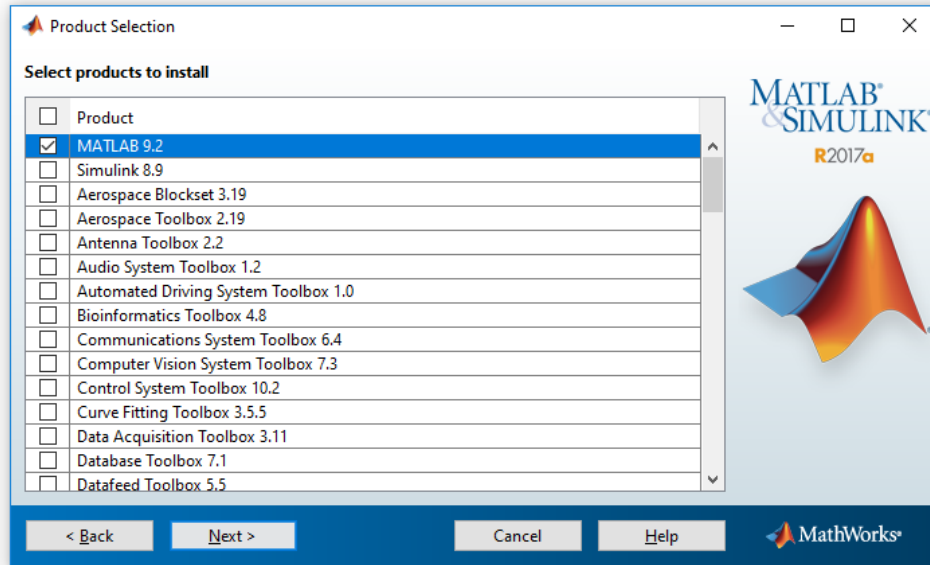 Product Selection
Select products to install
Product
MATLAB 9.2
Simulink 8.9
Aerospace Blockset 3.19
Aerospace Toolbox 2.19
Antenna Toolbox 2.2
Audio System Toolbox 1.2
Automated Driving System Toolbox 1.0
Bioinformatics Toolbox 4.8
Communications System Toolbox 6.4
Computer Vision System Toolbox 7.3
Control System Toolbox 10.2
Curve Fitting Toolbox 3.5.5
Data Acquisition Toolbox 3.11
Database Toolbox 7.1
Datafeed Toolbox 5.5
MATLAB®
&SIMULINK®
R2017a
< Back
Next >
Cancel
Help
MathWorks®